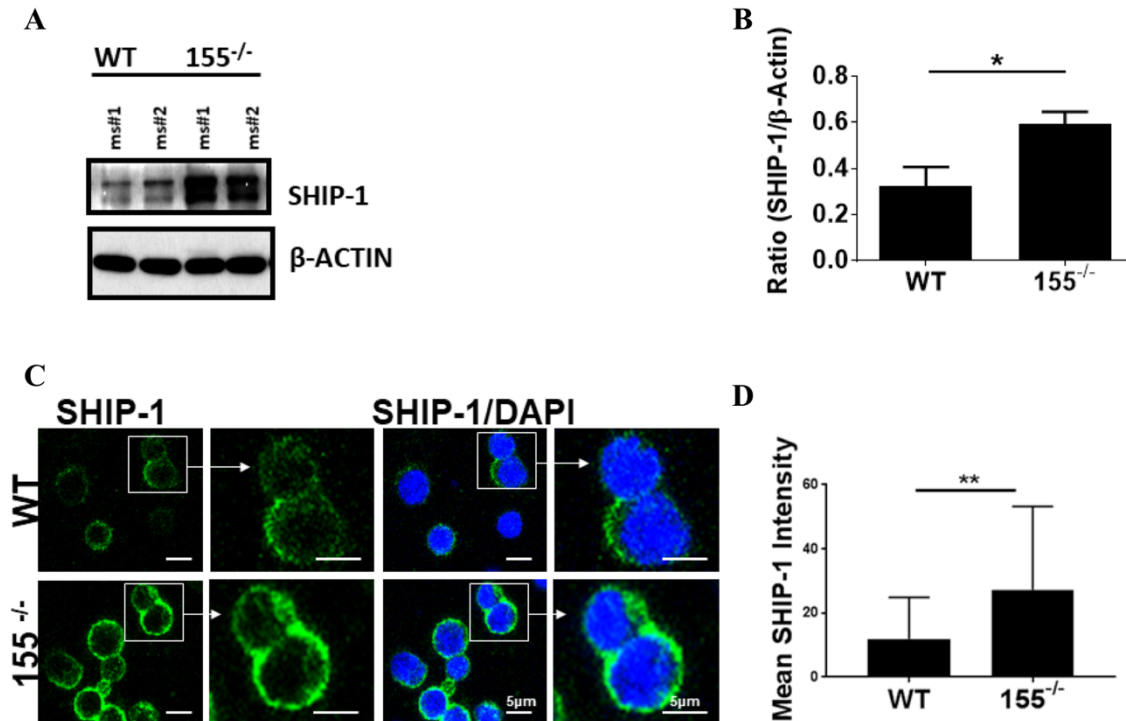 A
WT 155-/-
ms#1 ms#2 ms#1 ms#2
SHIP-1
β-ACTIN
B
Ratio (SHIP-1/β-Actin)
0.8
0.6
0.4
0.2
0.0
*
WT 155-/-
C
SHIP-1 SHIP-1/DAPI
WT
155 -/-
5μm 5μm
D
Mean SHIP-1 Intensity
60
40
20
0
**
WT 155-/-